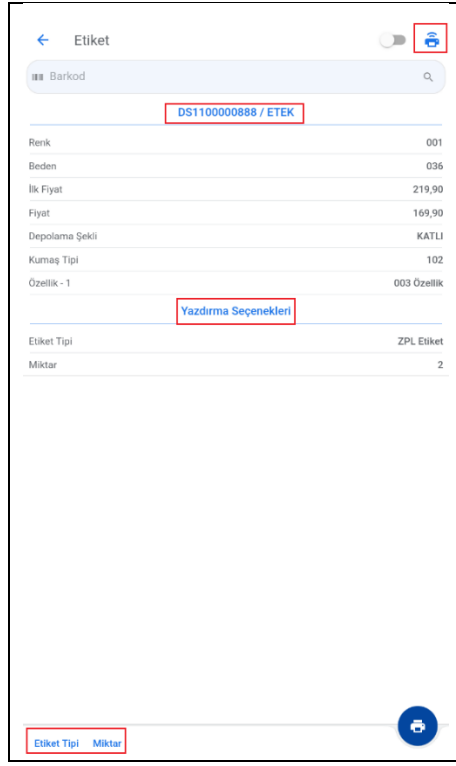 Etiket
Barkod
DS1100000888 / ETEK
Renk 001
Beden 036
İlk Fiyat 219,90
Fiyat 169,90
Depolama Şekli KATLI
Kumaş Tipi 102
Özellik - 1 003 Özellik
Yazdırma Seçenekleri
Etiket Tipi ZPL Etiket
Miktar 2
Etiket Tipi Miktar